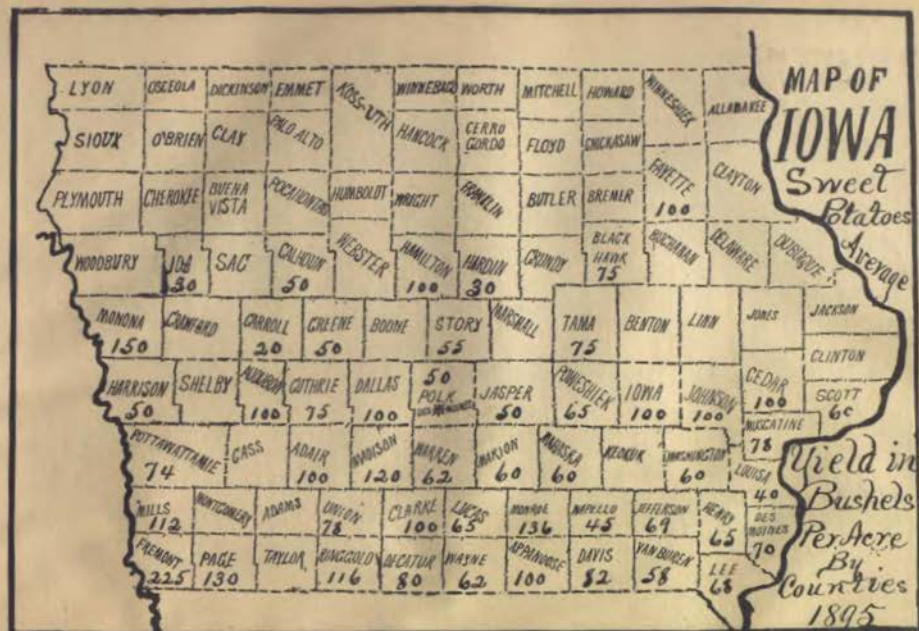 MAP OF
IOWA
Sweet
Potatoes
Average
Yield in
Bushels
Per Acre
By
Counties
1895
LYON
OSCEOLA
DICKINSON
EMMET
KOSSUTH
WINNEBAGO
WORTH
MITCHELL
HOWARD
WINNESHIEK
ALLAMAKEE
SIOUX
O'BRIEN
CLAY
PALO ALTO
HANCOCK
CERRO
GORDO
FLOYD
CHICKASAW
FAYETTE
100
CLAYTON
PLYMOUTH
CHEROKEE
BUENA
VISTA
POCAHONTAS
HUMBOLDT
WRIGHT
FRANKLIN
BUTLER
BREMER
WOODBURY
IDA
30
SAC
CALHOUN
50
WEBSTER
HAMILTON
100
HARDIN
30
GRUNDY
BLACK
HAWK
75
BUCHANAN
DELAWARE
DUBUQUE
MONONA
150
CRAWFORD
CARROLL
20
GREENE
50
BOONE
STORY
55
MARSHALL
TAMA
75
BENTON
LINN
JONES
JACKSON
CLINTON
HARRISON
50
SHELBY
AUDUBON
100
GUTHRIE
75
DALLAS
100
50
POLK
JASPER
50
POWESHIEK
65
IOWA
100
JOHNSON
100
CEDAR
100
SCOTT
60
MUSCATINE
78
POTTAWATTAMIE
74
CASS
ADAIR
100
MADISON
120
WARREN
62
MARION
60
MAHASKA
60
KEOKUK
WASHINGTON
60
LOUISA
40
MILLS
112
MONTGOMERY
ADAMS
UNION
78
CLARKE
100
LUCAS
65
MONROE
136
WAPELLO
45
JEFFERSON
69
HENRY
65
DES
MOINES
70
FREMONT
225
PAGE
130
TAYLOR
RINGGOLD
116
DECATUR
80
WAYNE
62
APPANOOSE
100
DAVIS
82
VAN BUREN
58
LEE
68